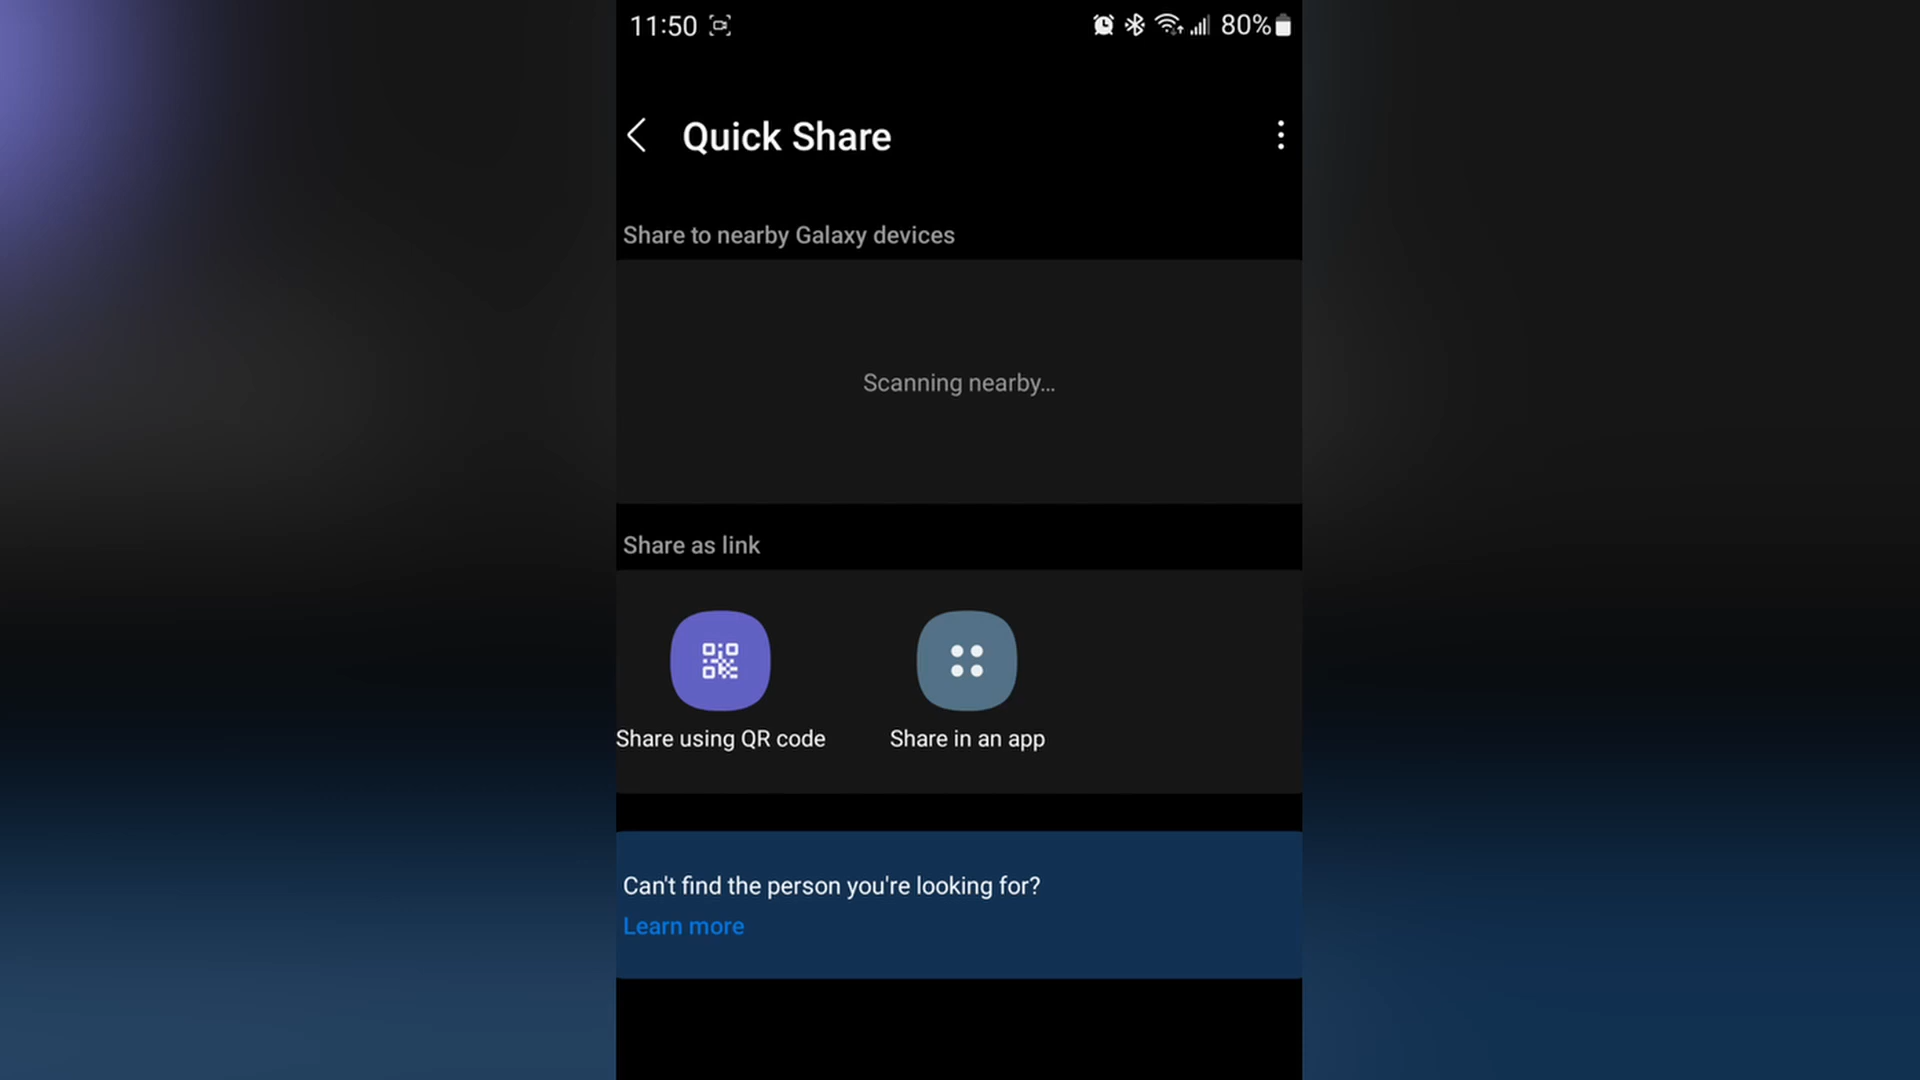 11:50 80%
Quick Share
Share to nearby Galaxy devices
Scanning nearby...
Share as link
Share using QR code Share in an app
Can't find the person you're looking for?
Learn more